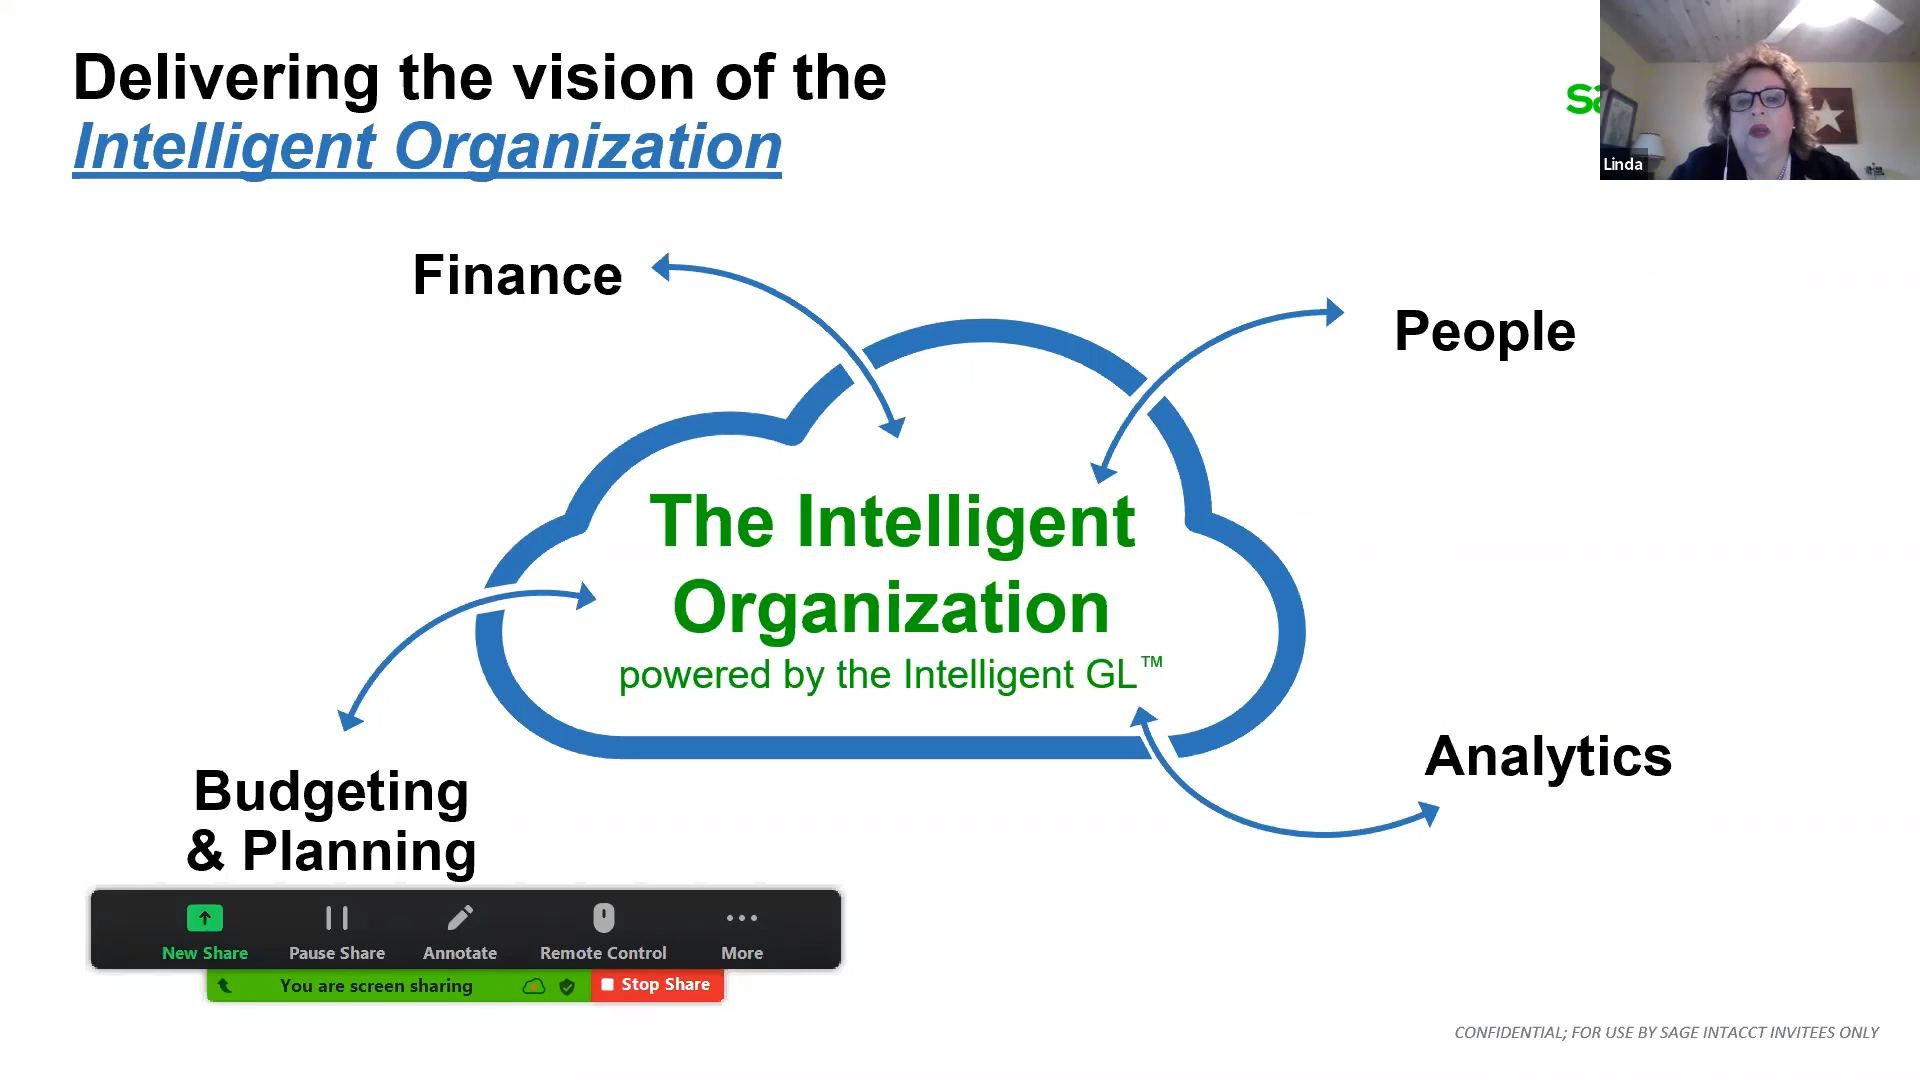 Delivering the vision of the
Intelligent Organization
Linda
Finance
People
The Intelligent
Organization
powered by the Intelligent GL™
Analytics
Budgeting
& Planning
New Share
Pause Share
Annotate
Remote Control
More
You are screen sharing
Stop Share
CONFIDENTIAL; FOR USE BY SAGE INTACCT INVITEES ONLY